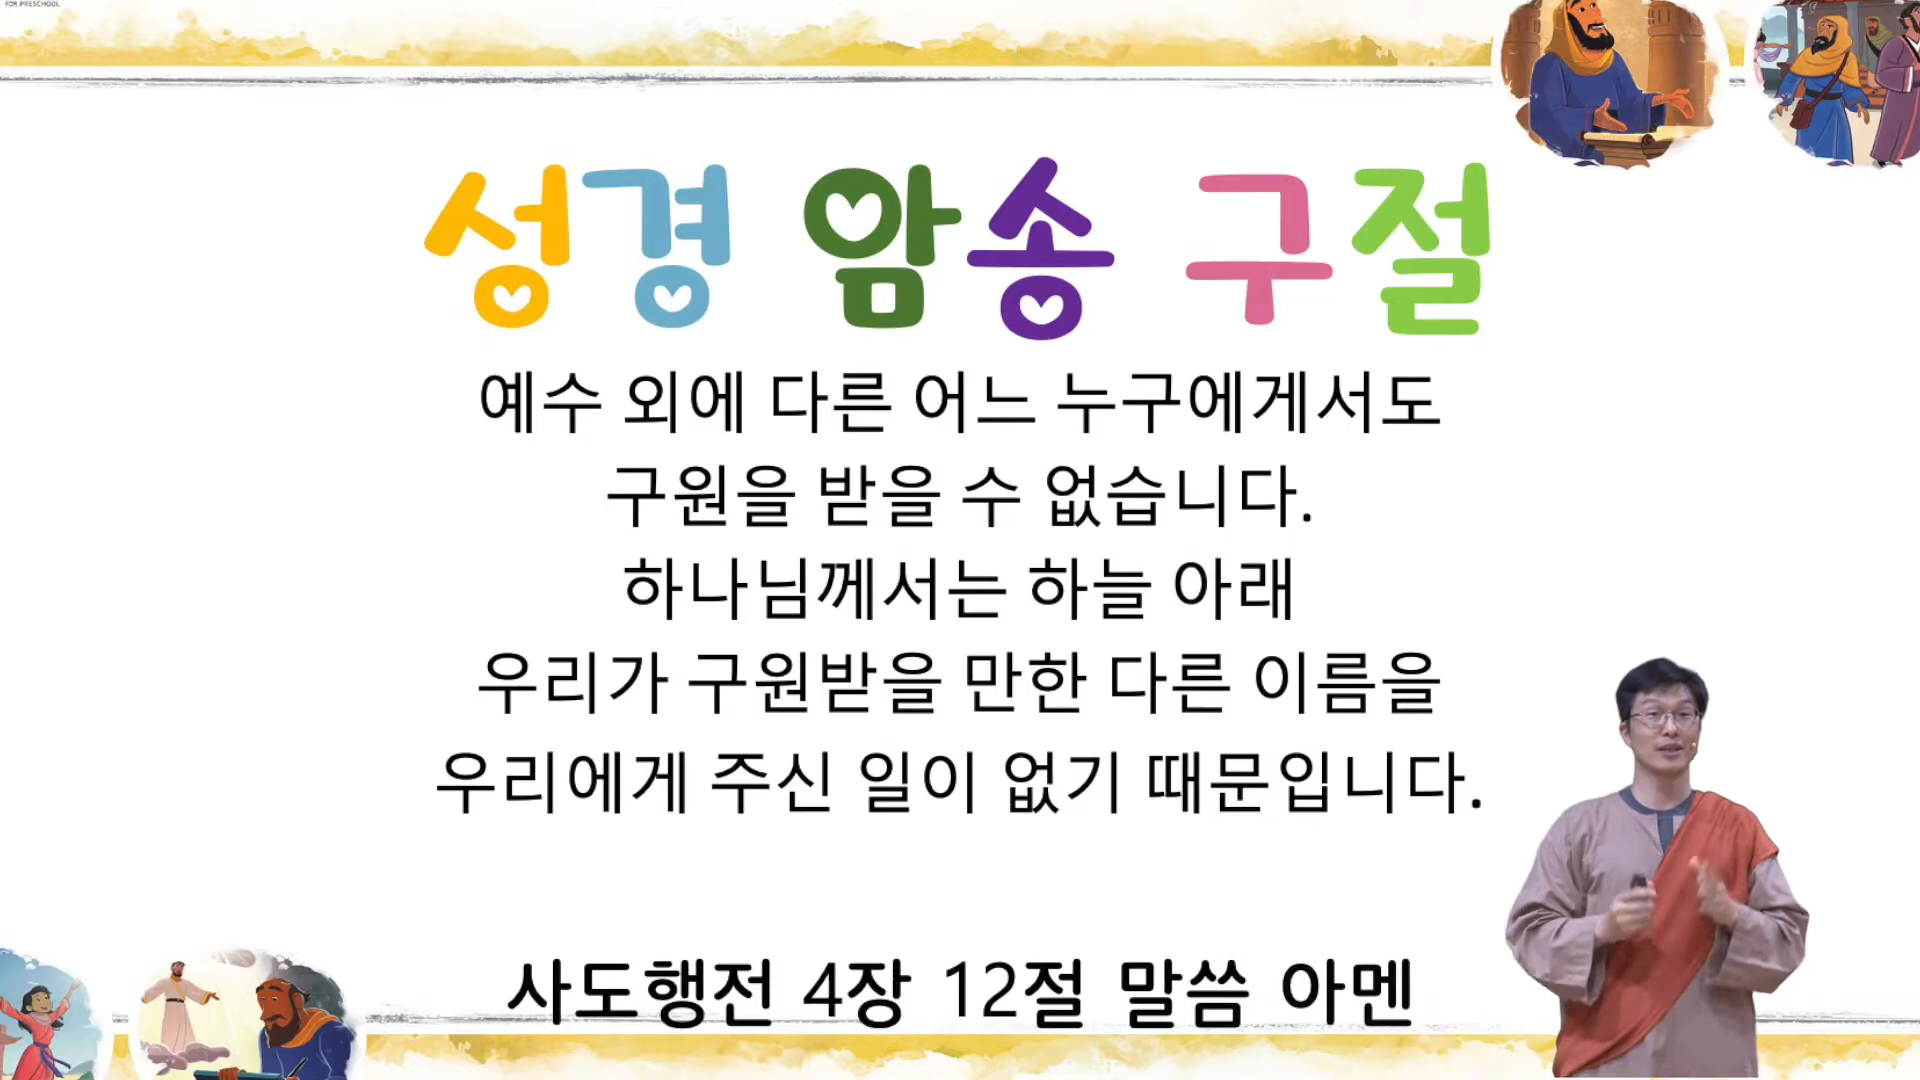 FOR PRESCHOOL
성경 암송 구절
예수 외에 다른 어느 누구에게서도
구원을 받을 수 없습니다.
하나님께서는 하늘 아래
우리가 구원받을 만한 다른 이름을
우리에게 주신 일이 없기 때문입니다.
사도행전 4장 12절 말씀 아멘